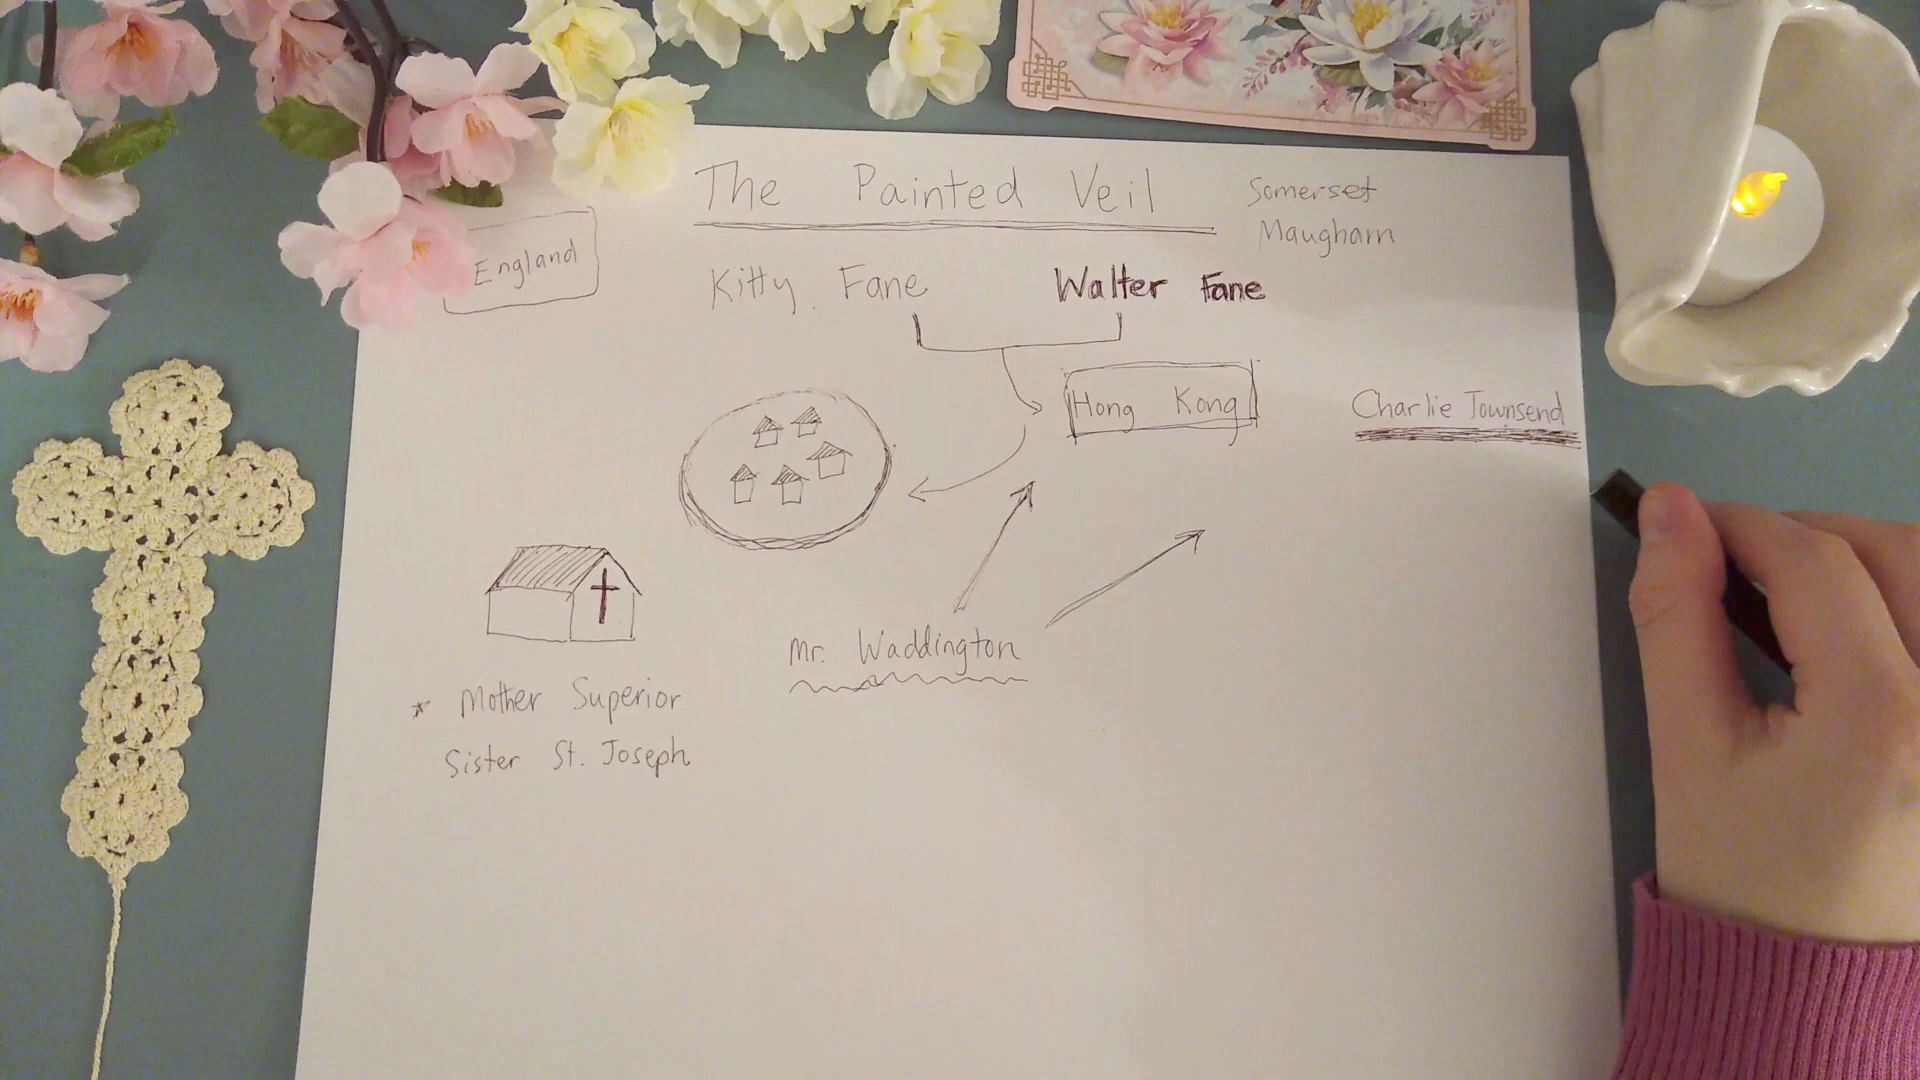 The Painted Veil
Somerset
Maugham
England
Kitty Fane
Walter Fane
Hong Kong
Charlie Townsend
Mr. Waddington
* Mother Superior
Sister St. Joseph